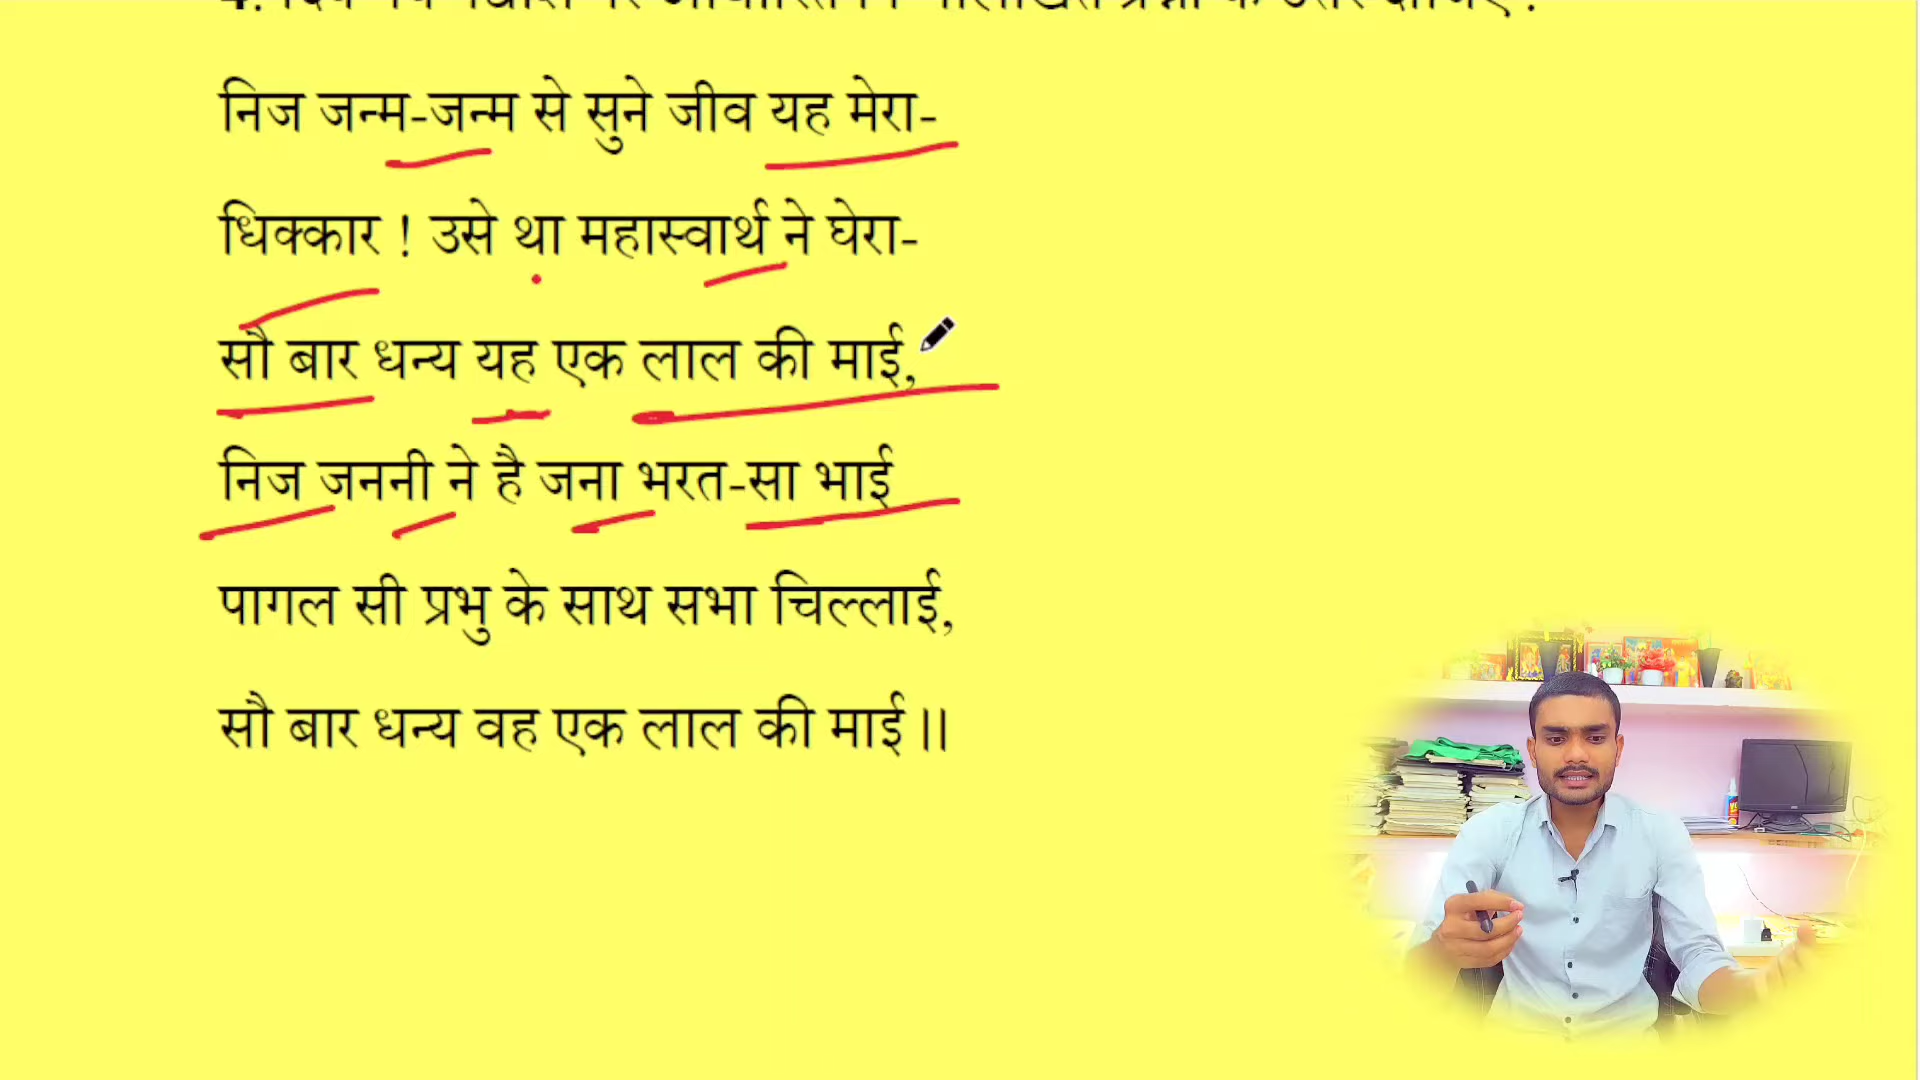 निज जन्म-जन्म से सुने जीव यह मेरा-
धिक्कार ! उसे था महास्वार्थ ने घेरा-
सौ बार धन्य यह एक लाल की माई,
निज जननी ने है जना भरत-सा भाई
पागल सी प्रभु के साथ सभा चिल्लाई,
सौ बार धन्य वह एक लाल की माई ।।